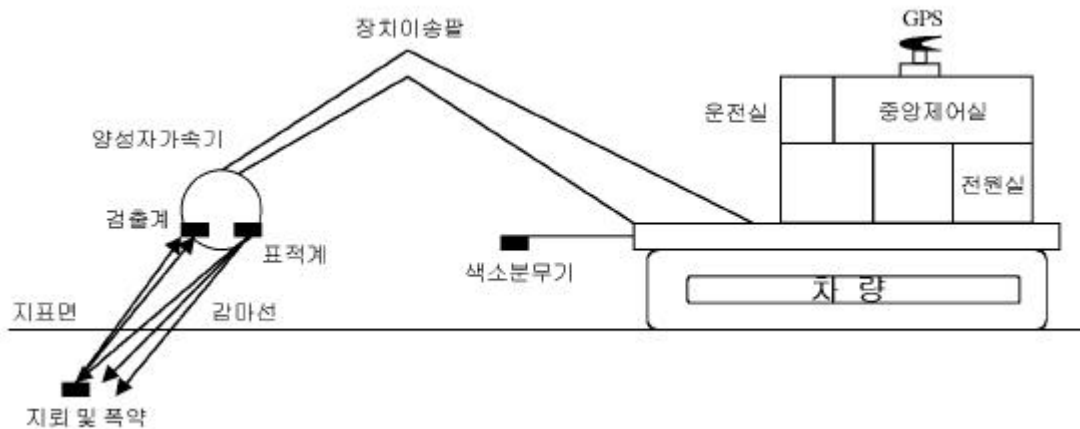 장치이송팔
GPS
운전실
중앙제어실
양성자가속기
전원실
검출계
표적계
색소분무기
차 량
지표면
감마선
지뢰 및 폭약